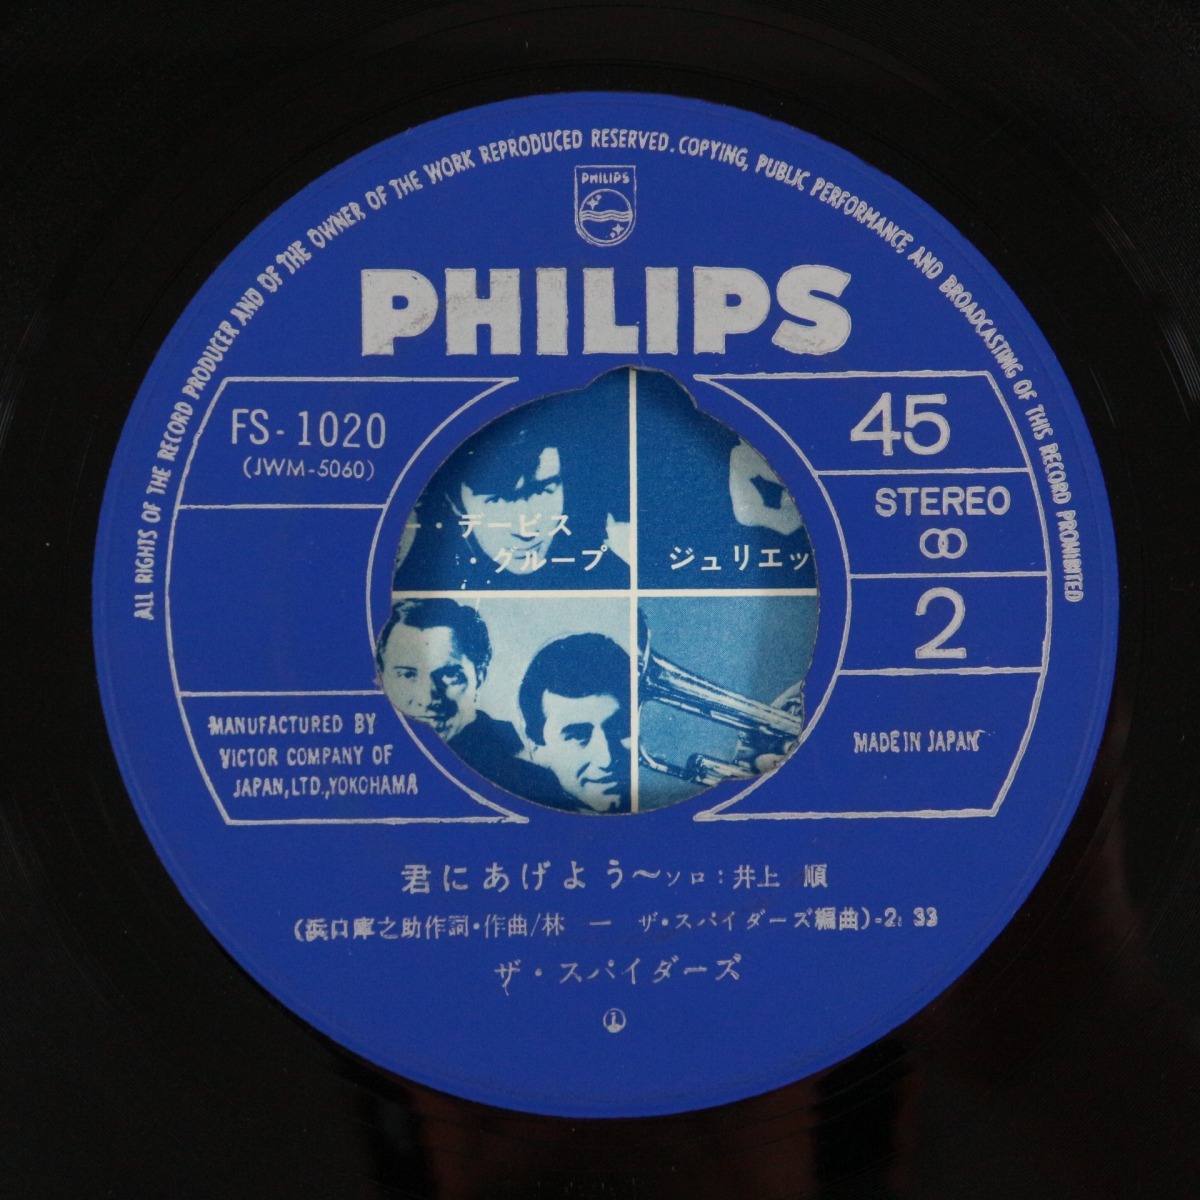 ALL RIGHTS OF THE RECORD PRODUCER AND OF THE OWNER OF THE WORK REPRODUCED RESERVED. COPYING, PUBLIC PERFORMANCE, AND BROADCASTING OF THIS RECORD PROHIBITED
PHILIPS
PHILIPS
FS-1020
(JWM-5060)
45
STEREO
2
ー・デービス
・グループ
ジュリエッ
MANUFACTURED BY
VICTOR COMPANY OF
JAPAN, LTD., YOKOHAMA
MADE IN JAPAN
君にあげよう〜ソロ:井上 順
(浜口庫之助作詞・作曲/林 一 ザ・スパイダーズ編曲)=2:33
ザ・スパイダーズ